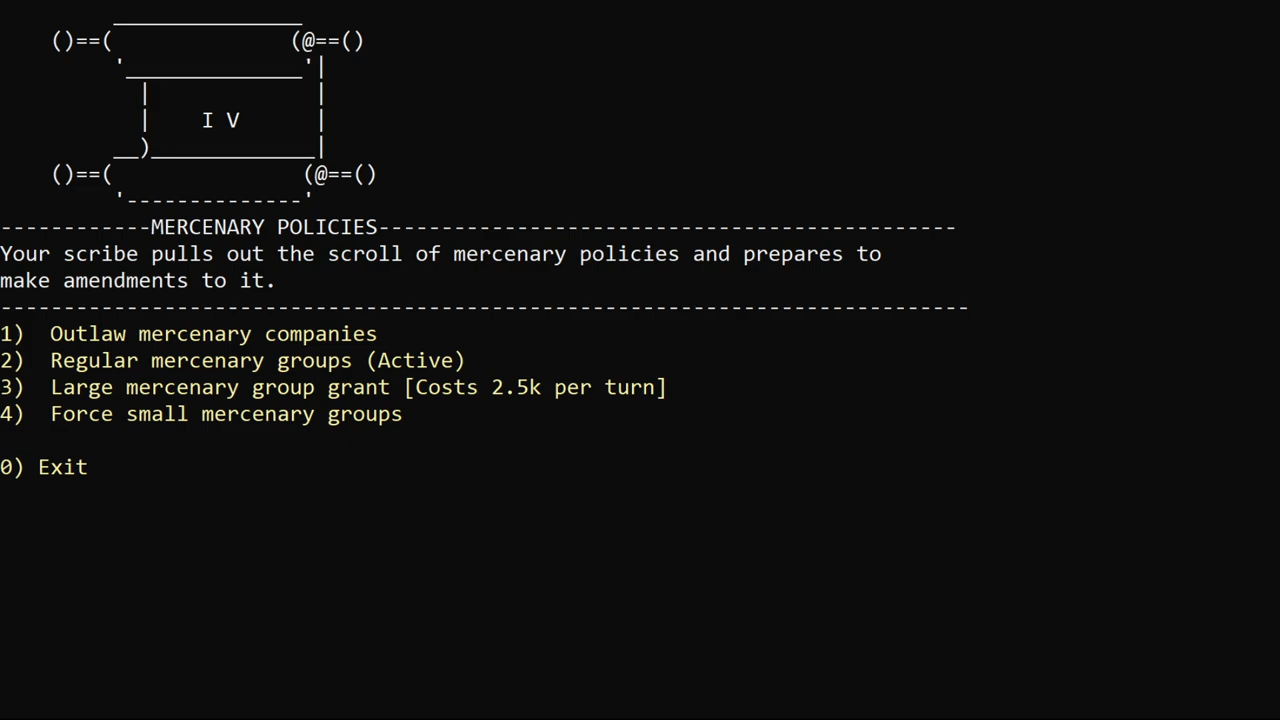 ()==(              (@==()
I V
()==(               (@==()
------------MERCENARY POLICIES----------------------------------------------
Your scribe pulls out the scroll of mercenary policies and prepares to
make amendments to it.
-----------------------------------------------------------------------------
1)  Outlaw mercenary companies
2)  Regular mercenary groups (Active)
3)  Large mercenary group grant [Costs 2.5k per turn]
4)  Force small mercenary groups
0) Exit